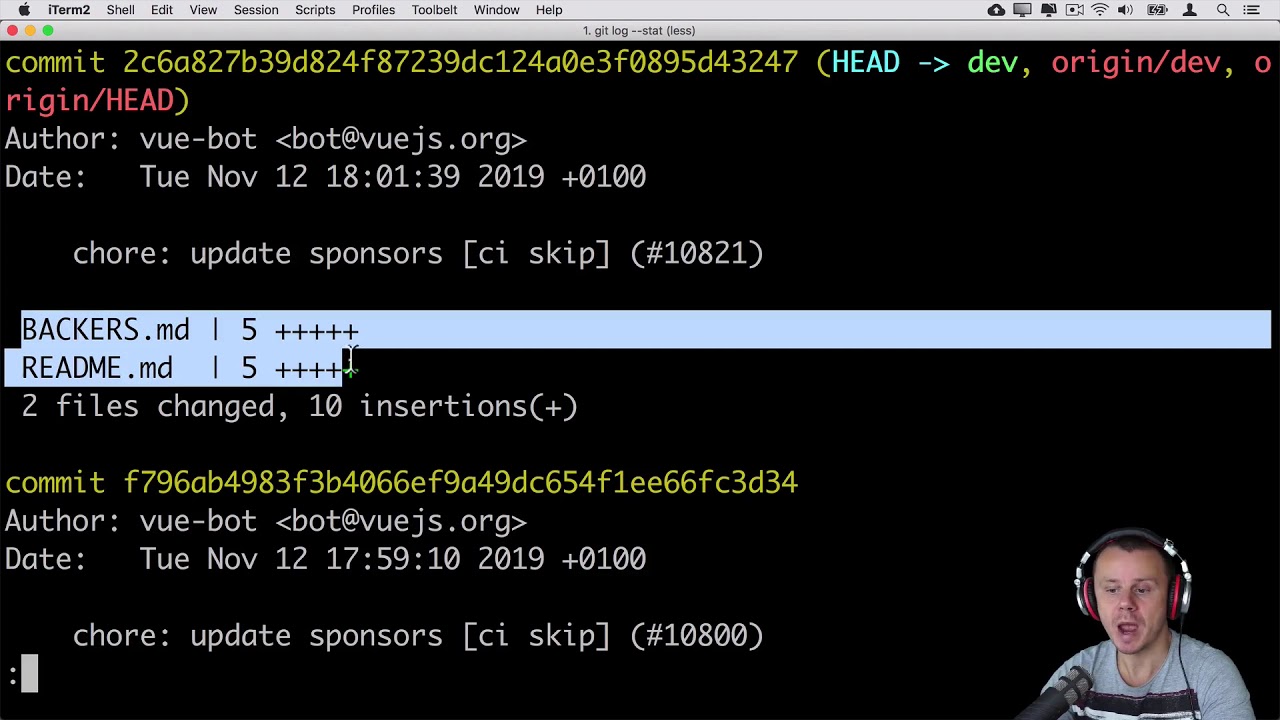 iTerm2 Shell Edit View Session Scripts Profiles Toolbelt Window Help
1. git log --stat (less)
commit 2c6a827b39d824f87239dc124a0e3f0895d43247 (HEAD -> dev, origin/dev, o
rigin/HEAD)
Author: vue-bot <bot@vuejs.org>
Date:   Tue Nov 12 18:01:39 2019 +0100
chore: update sponsors [ci skip] (#10821)
BACKERS.md | 5 +++++
README.md  | 5 +++++
2 files changed, 10 insertions(+)
commit f796ab4983f3b4066ef9a49dc654f1ee66fc3d34
Author: vue-bot <bot@vuejs.org>
Date:   Tue Nov 12 17:59:10 2019 +0100
chore: update sponsors [ci skip] (#10800)
: